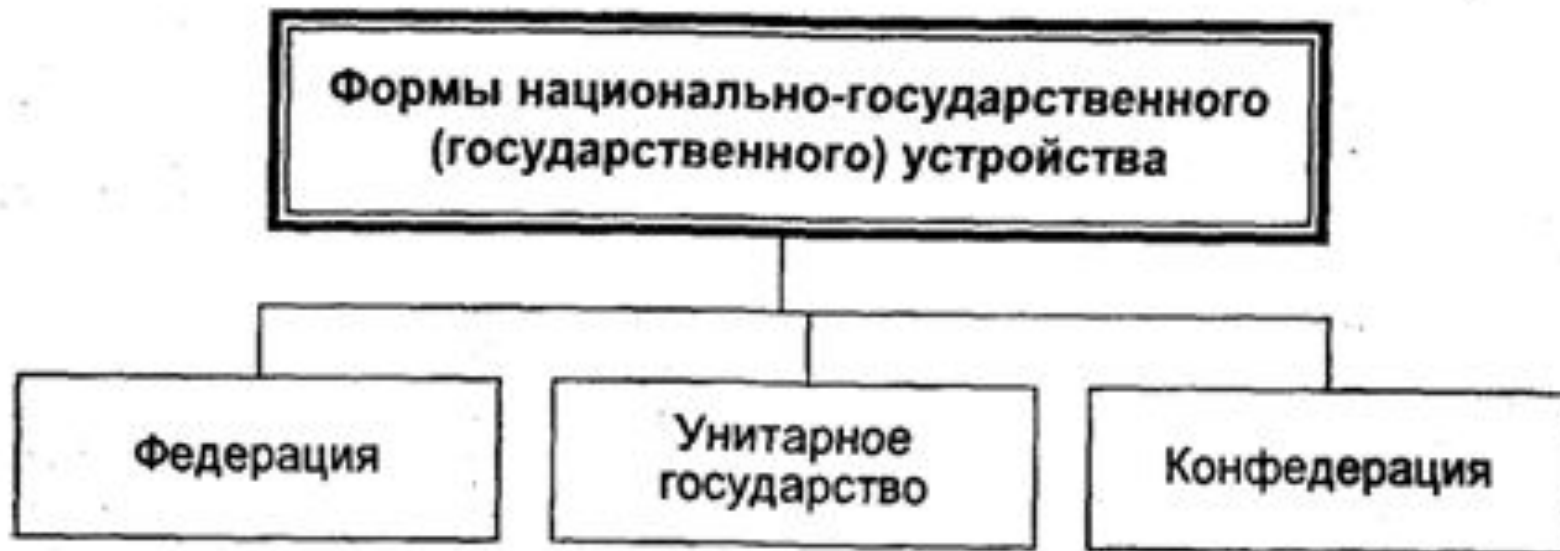 Формы национально-государственного
(государственного) устройства
Федерация
Унитарное
государство
Конфедерация